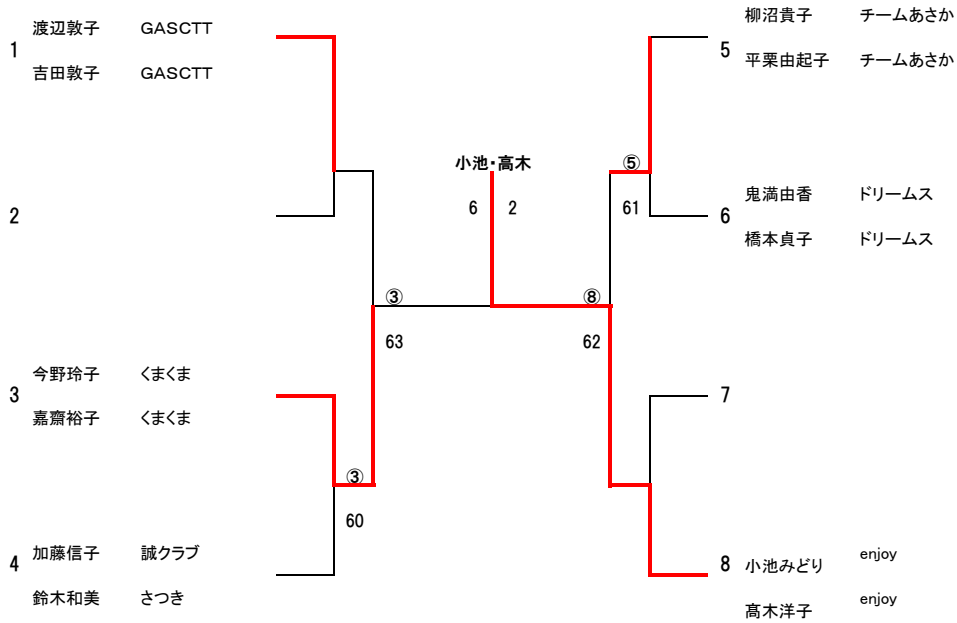 渡辺敦子 GASCTT
1
吉田敦子 GASCTT
2
今野玲子 くまくま
3
嘉齋裕子 くまくま
加藤信子 誠クラブ
4
鈴木和美 さつき
③
60
③
63
小池・高木
6 2
⑧
62
⑤
61
柳沼貴子 チームあさか
5
平栗由起子 チームあさか
鬼満由香 ドリームス
6
橋本貞子 ドリームス
7
8 小池みどり enjoy
髙木洋子 enjoy